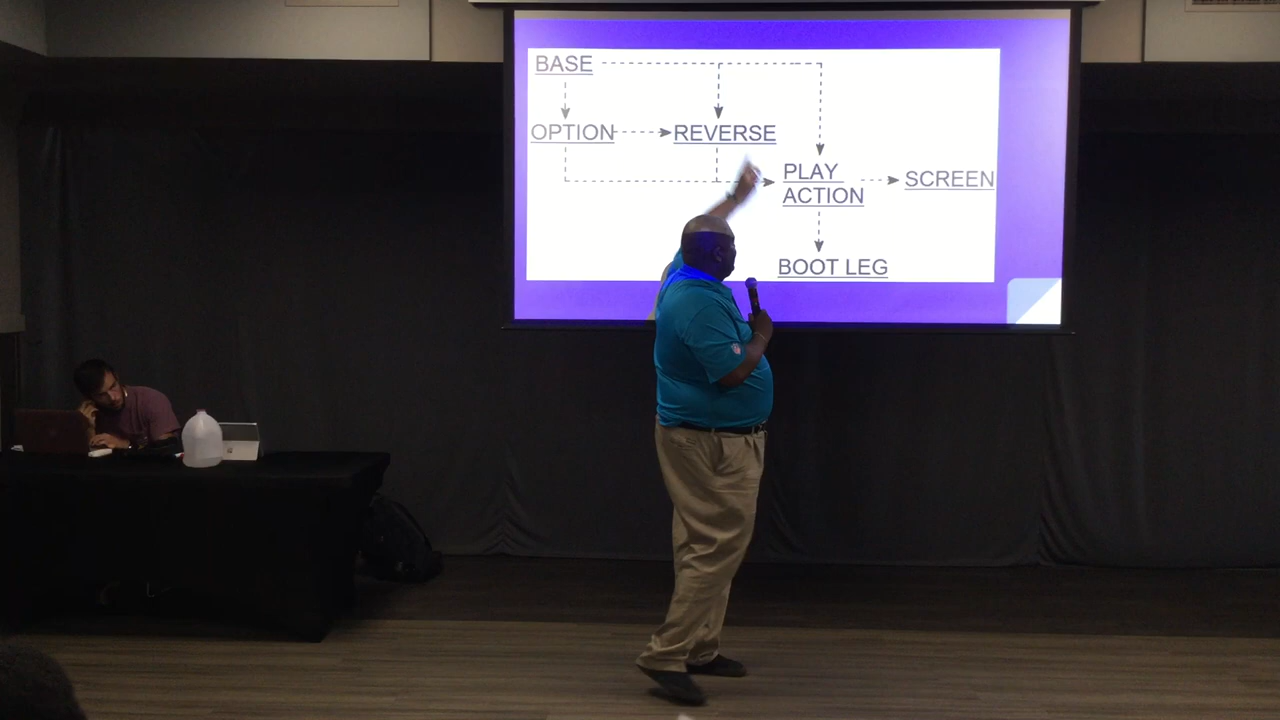 BASE
OPTION
REVERSE
PLAY
ACTION
SCREEN
BOOT LEG